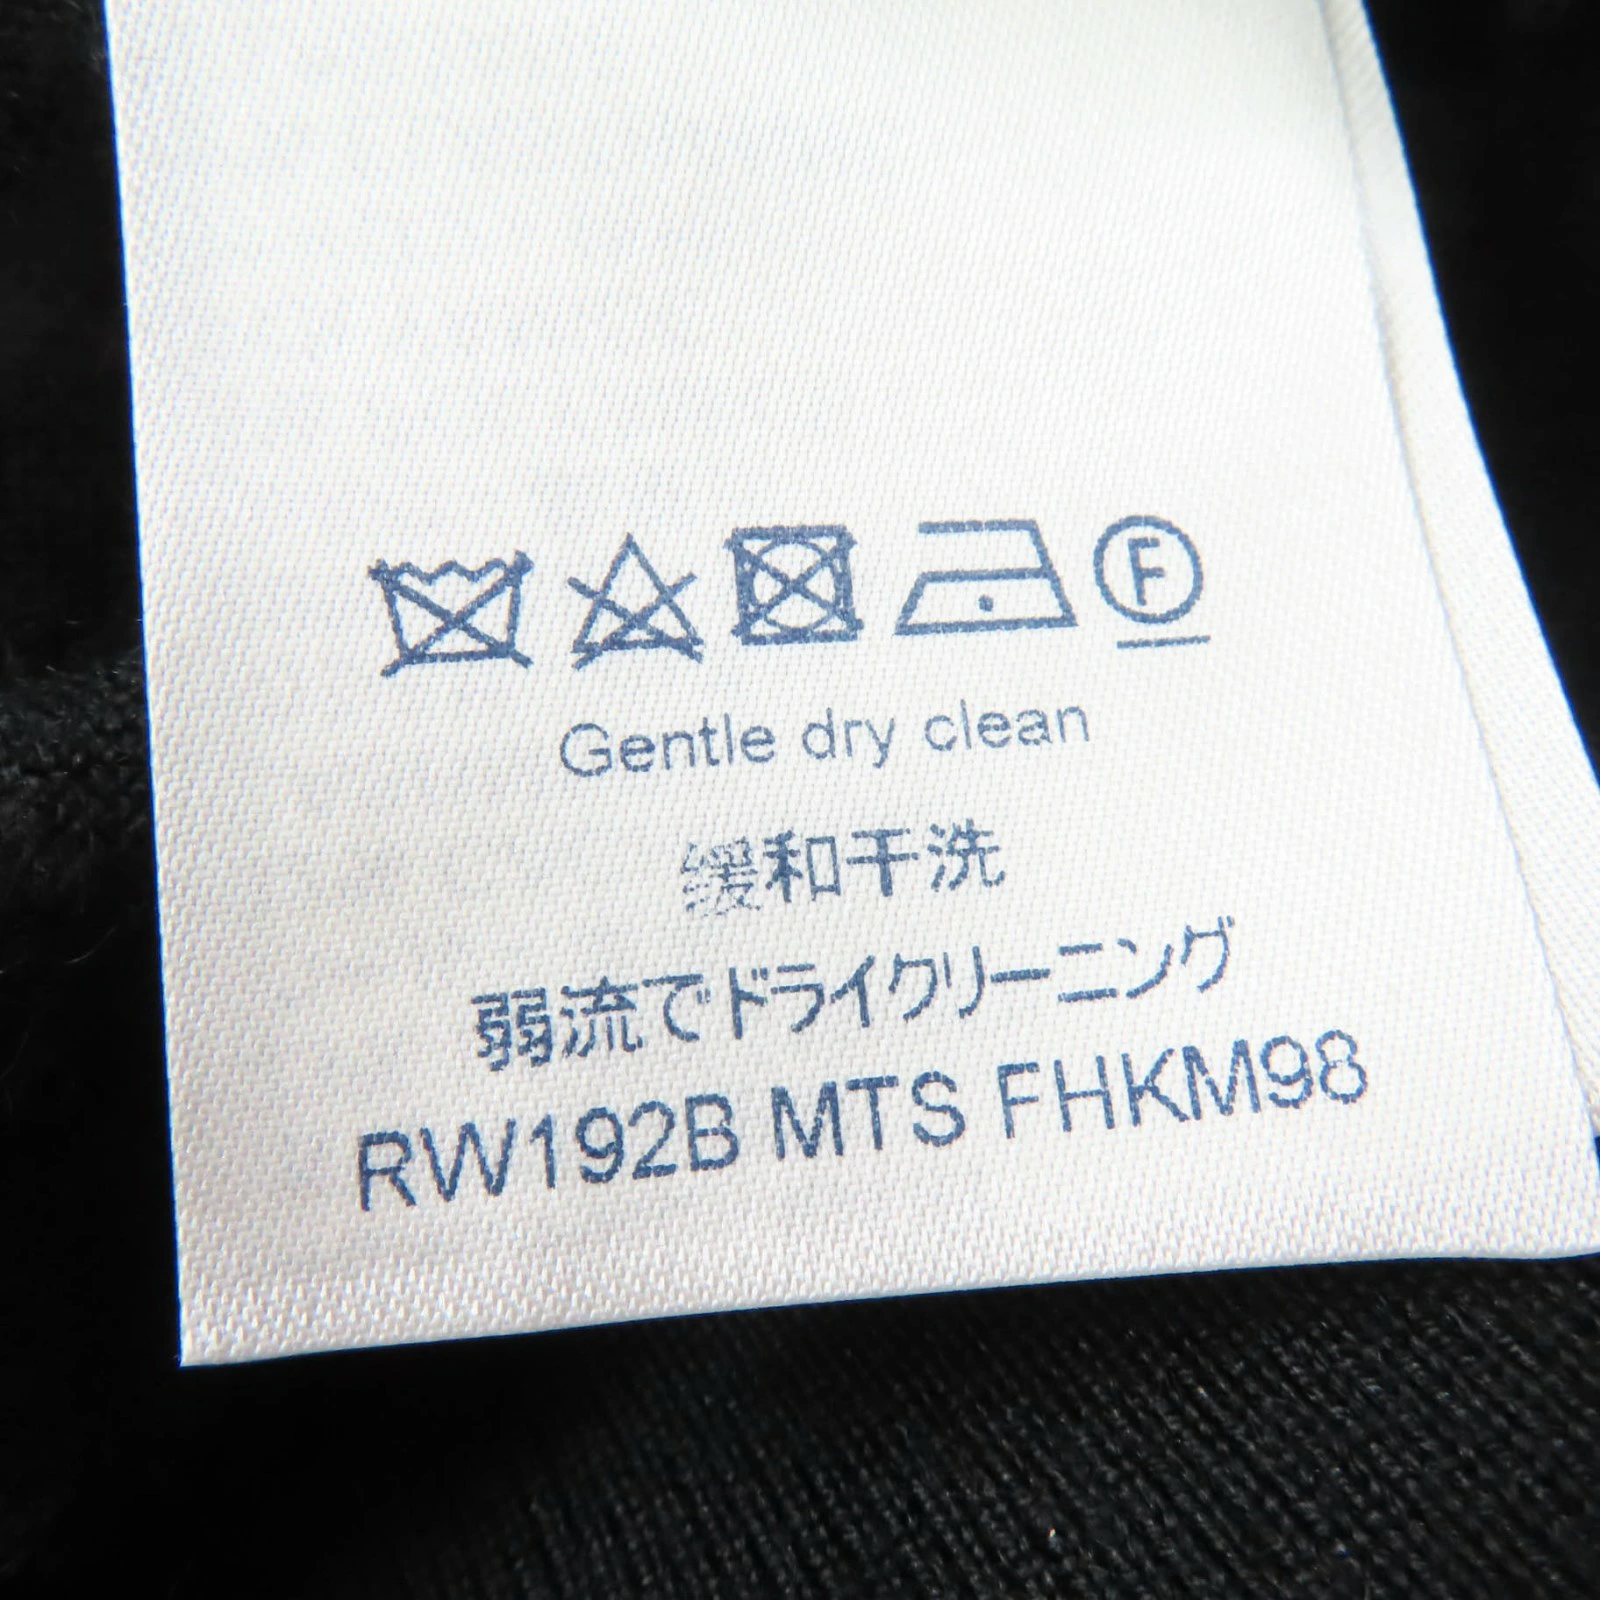 F
Gentle dry clean
缓和干洗
弱流でドライクリーニング
RW192B MTS FHKM98